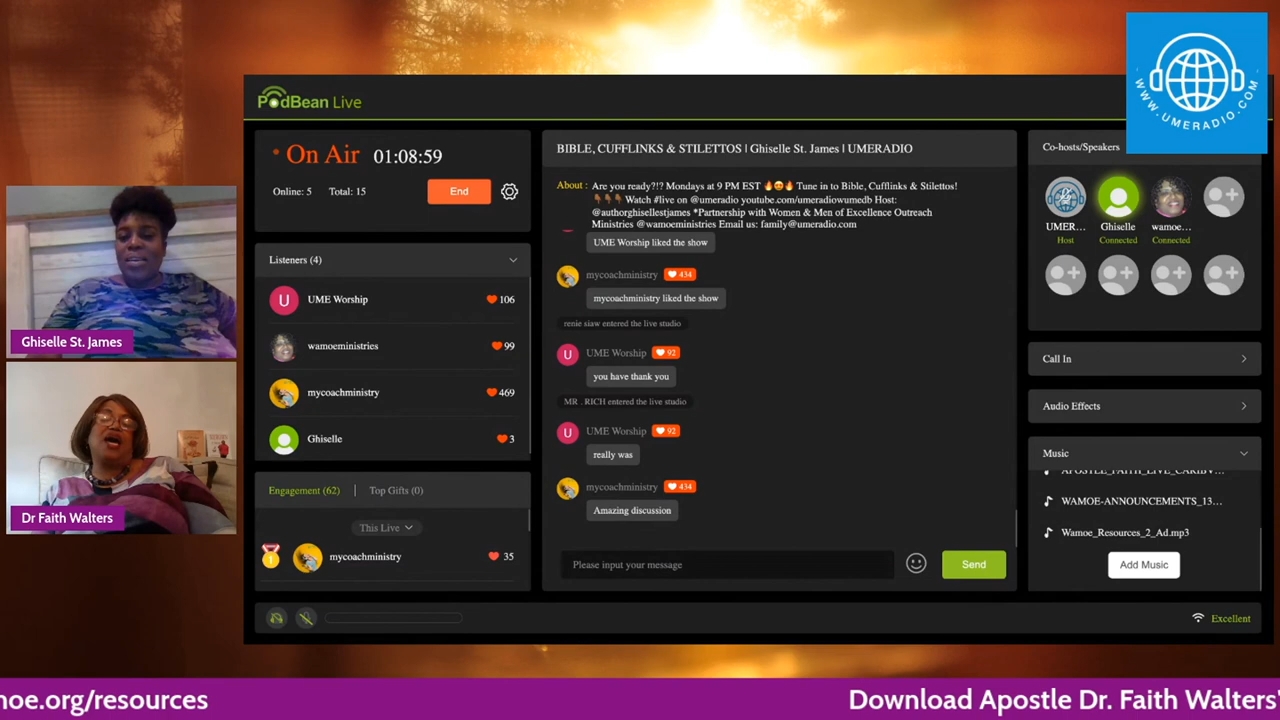 WWW.UMERADIO.COM
PodBean Live
On Air 01:08:59
Online: 5 Total: 15
End
Listeners (4)
UME Worship 106
wamoeministries 99
mycoachministry 469
Ghiselle 3
Engagement (62) | Top Gifts (0)
This Live
1
mycoachministry 35
BIBLE, CUFFLINKS & STILETTOS | Ghiselle St. James | UMERADIO
About : Are you ready?!? Mondays at 9 PM EST 🔥😍🔥 Tune in to Bible, Cufflinks & Stilettos!
👇🏾👇🏾👇🏾 Watch #live on @umeradio youtube.com/umeradiowumedb Host:
@authorghisellestjames *Partnership with Women & Men of Excellence Outreach
Ministries @wamoeministries Email us: family@umeradio.com
UME Worship liked the show
mycoachministry 434
mycoachministry liked the show
renie siaw entered the live studio
U UME Worship 92
you have thank you
MR . RICH entered the live studio
U UME Worship 92
really was
mycoachministry 434
Amazing discussion
Please input your message
Send
Co-hosts/Speakers
UMER... Ghiselle wamoe...
Host Connected Connected
Call In
Audio Effects
Music
APOSTLE_FAITH_LIVE_CARIBV...
WAMOE-ANNOUNCEMENTS_13...
Wamoe_Resources_2_Ad.mp3
Add Music
Excellent
Ghiselle St. James
Dr Faith Walters
noe.org/resources
Download Apostle Dr. Faith Walters'